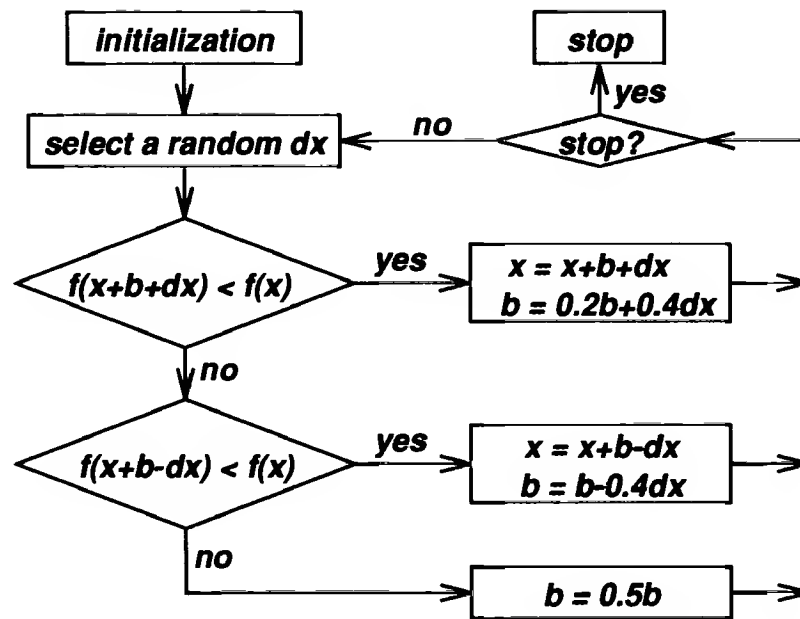 initialization
stop
yes
select a random dx
no
stop?
f(x+b+dx) < f(x)
yes
x = x+b+dx
b = 0.2b+0.4dx
no
f(x+b-dx) < f(x)
yes
x = x+b-dx
b = b-0.4dx
no
b = 0.5b